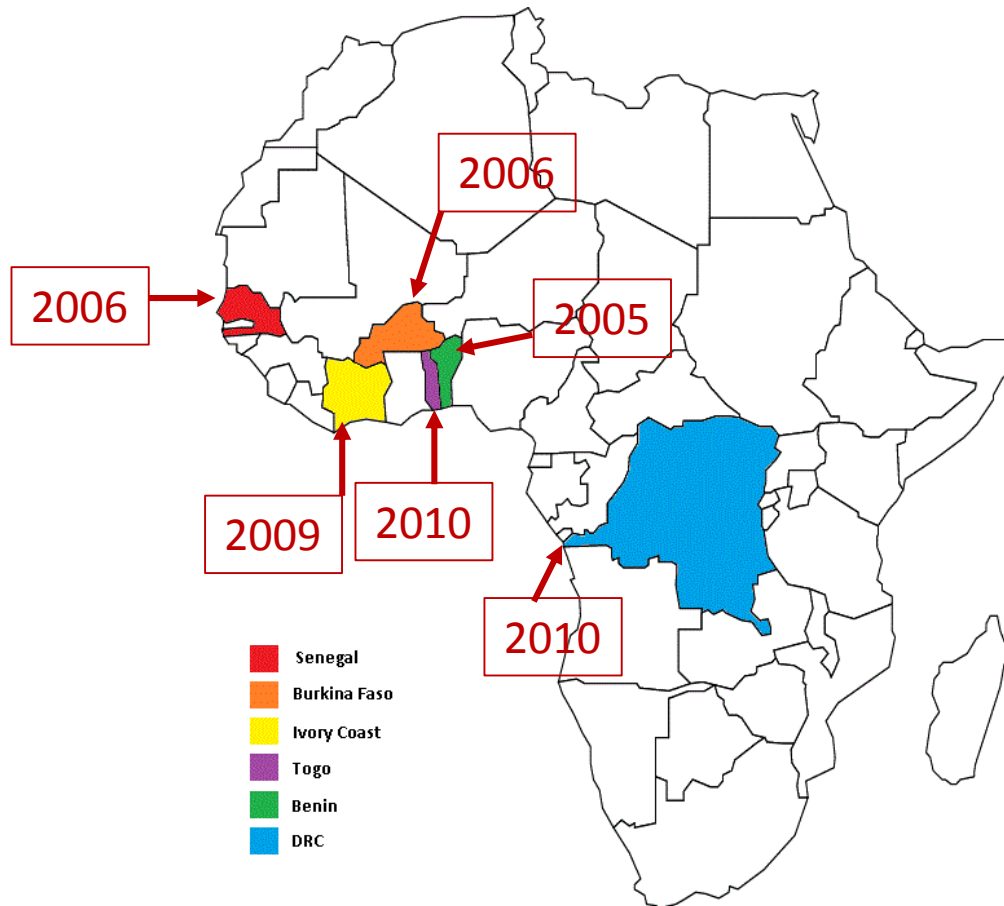 2006
2006
2005
2009
2010
2010
Senegal
Burkina Faso
Ivory Coast
Togo
Benin
DRC